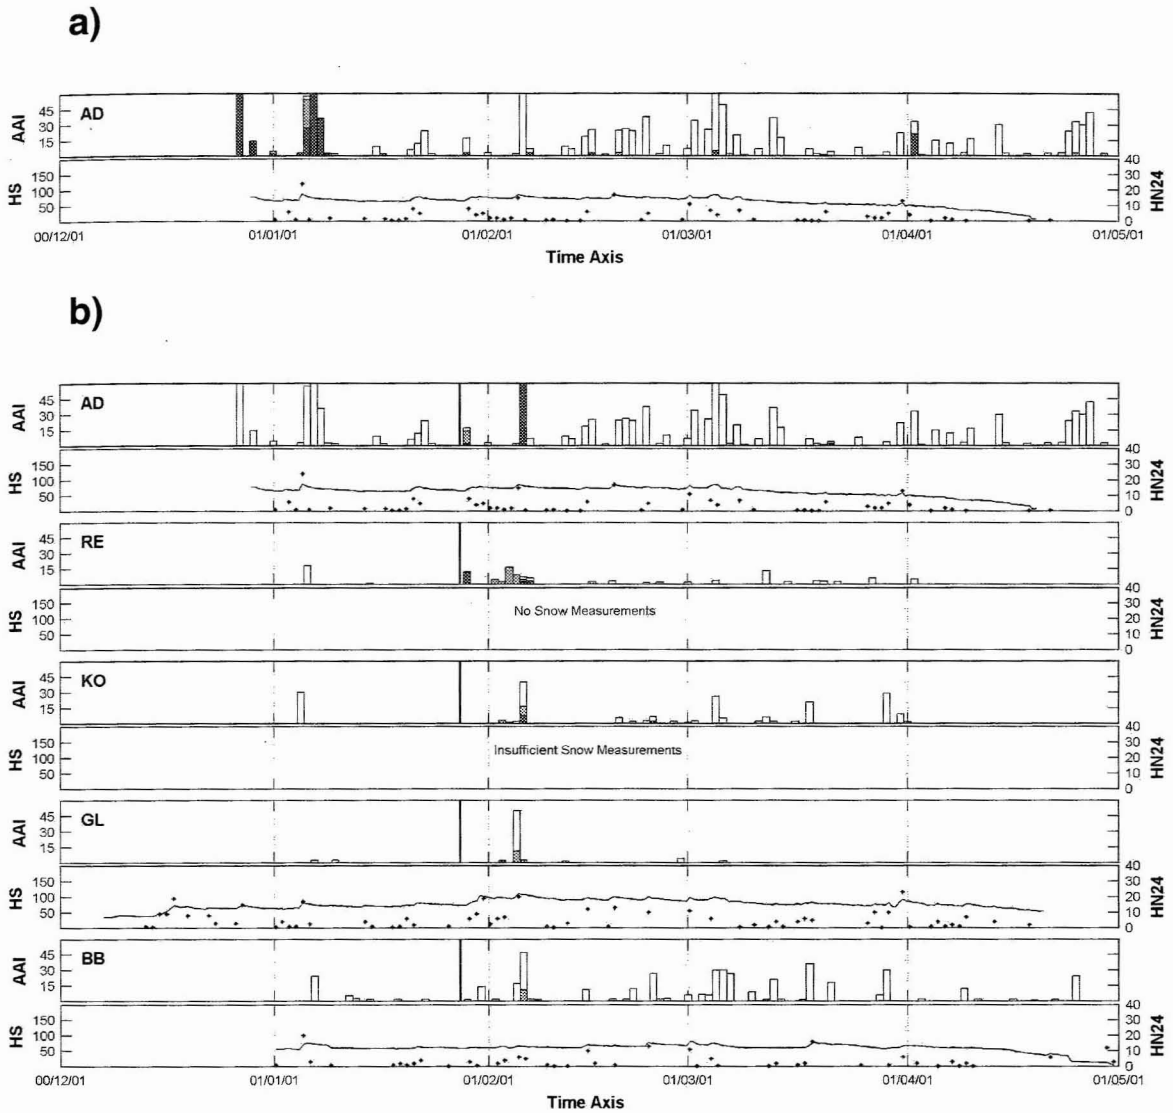 a)
AAI
45
30
15
AD
HS
150
100
50
40
30
20
10
0
HN24
00/12/01 01/01/01 01/02/01 01/03/01 01/04/01 01/05/01
Time Axis
b)
AAI
45
30
15
AD
HS
150
100
50
40
30
20
10
0
HN24
AAI
45
30
15
RE
HS
150
100
50
No Snow Measurements
40
30
20
10
0
HN24
AAI
45
30
15
KO
HS
150
100
50
Insufficient Snow Measurements
40
30
20
10
0
HN24
AAI
45
30
15
GL
HS
150
100
50
40
30
20
10
0
HN24
AAI
45
30
15
BB
HS
150
100
50
40
30
20
10
0
HN24
00/12/01 01/01/01 01/02/01 01/03/01 01/04/01 01/05/01
Time Axis